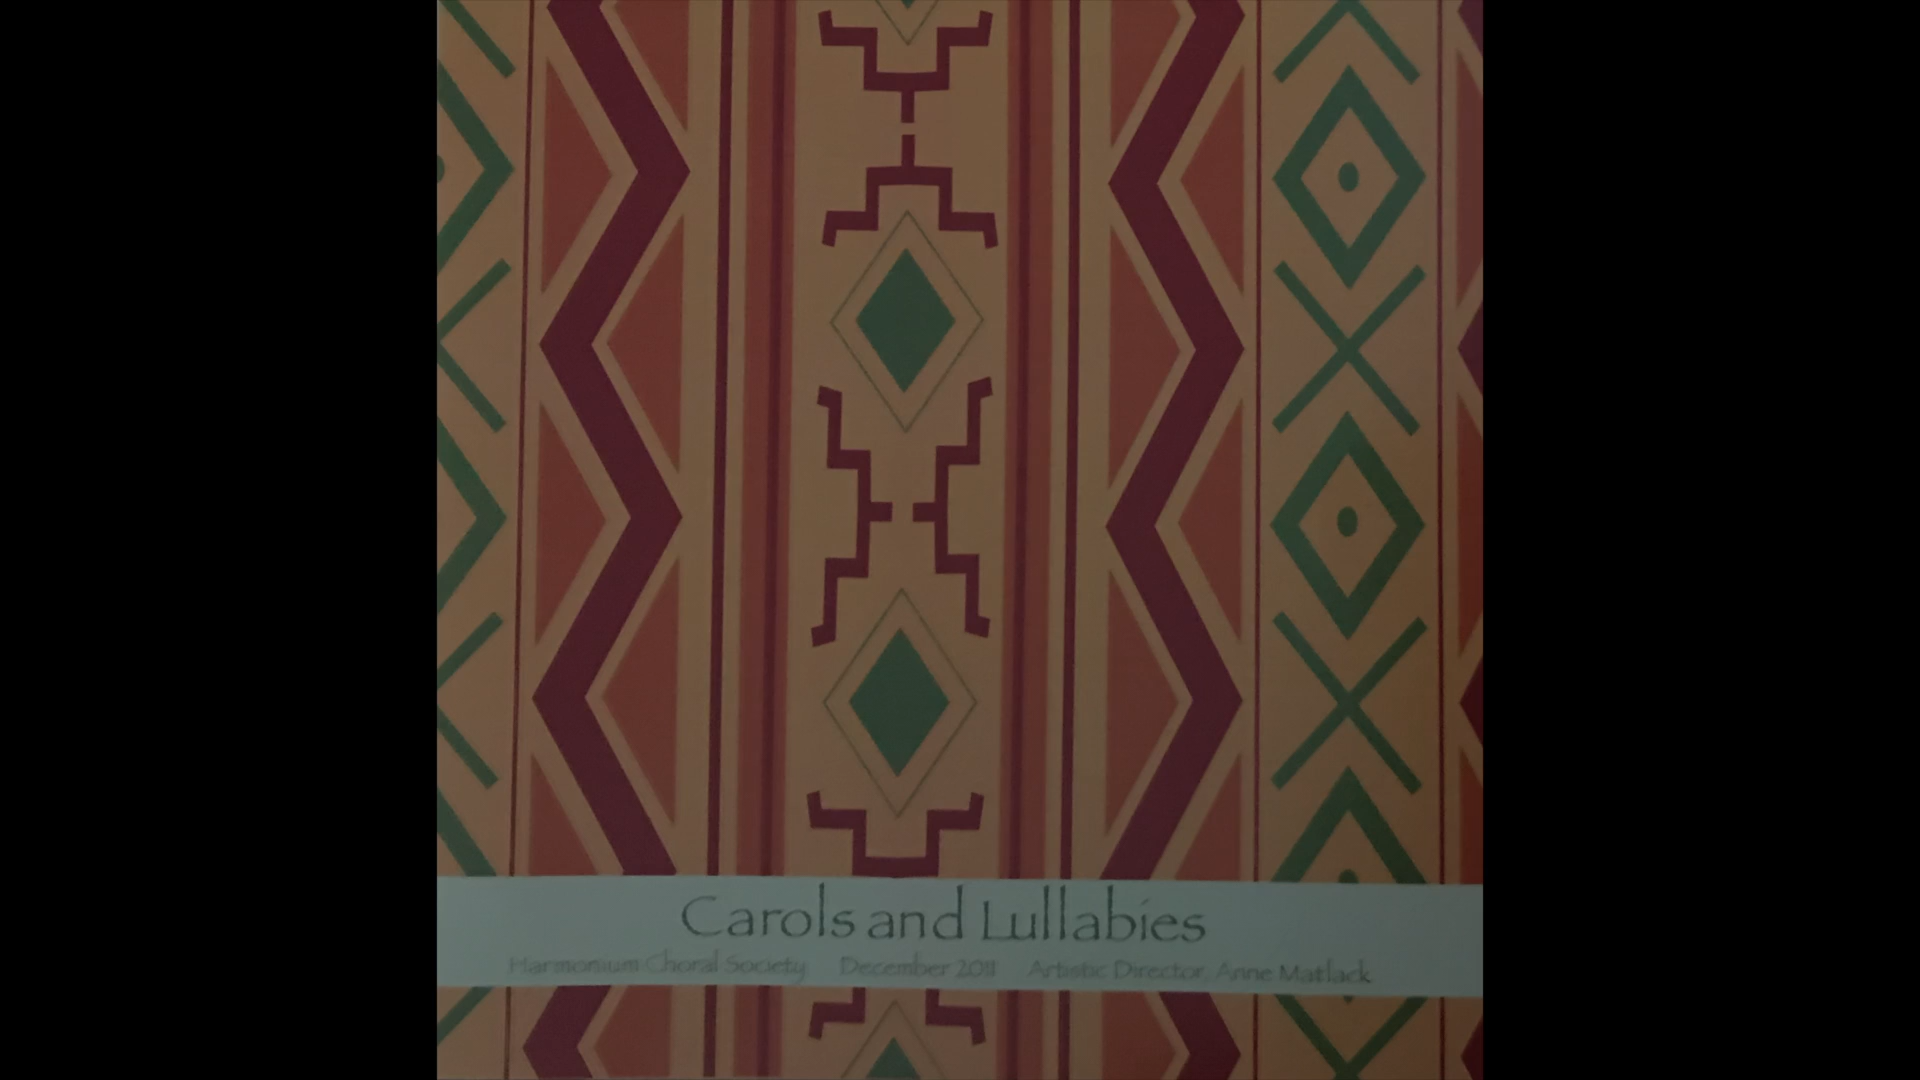 Carols and Lullabies
Harmonium Choral Society December 2011 Artistic Director, Anne Matlack